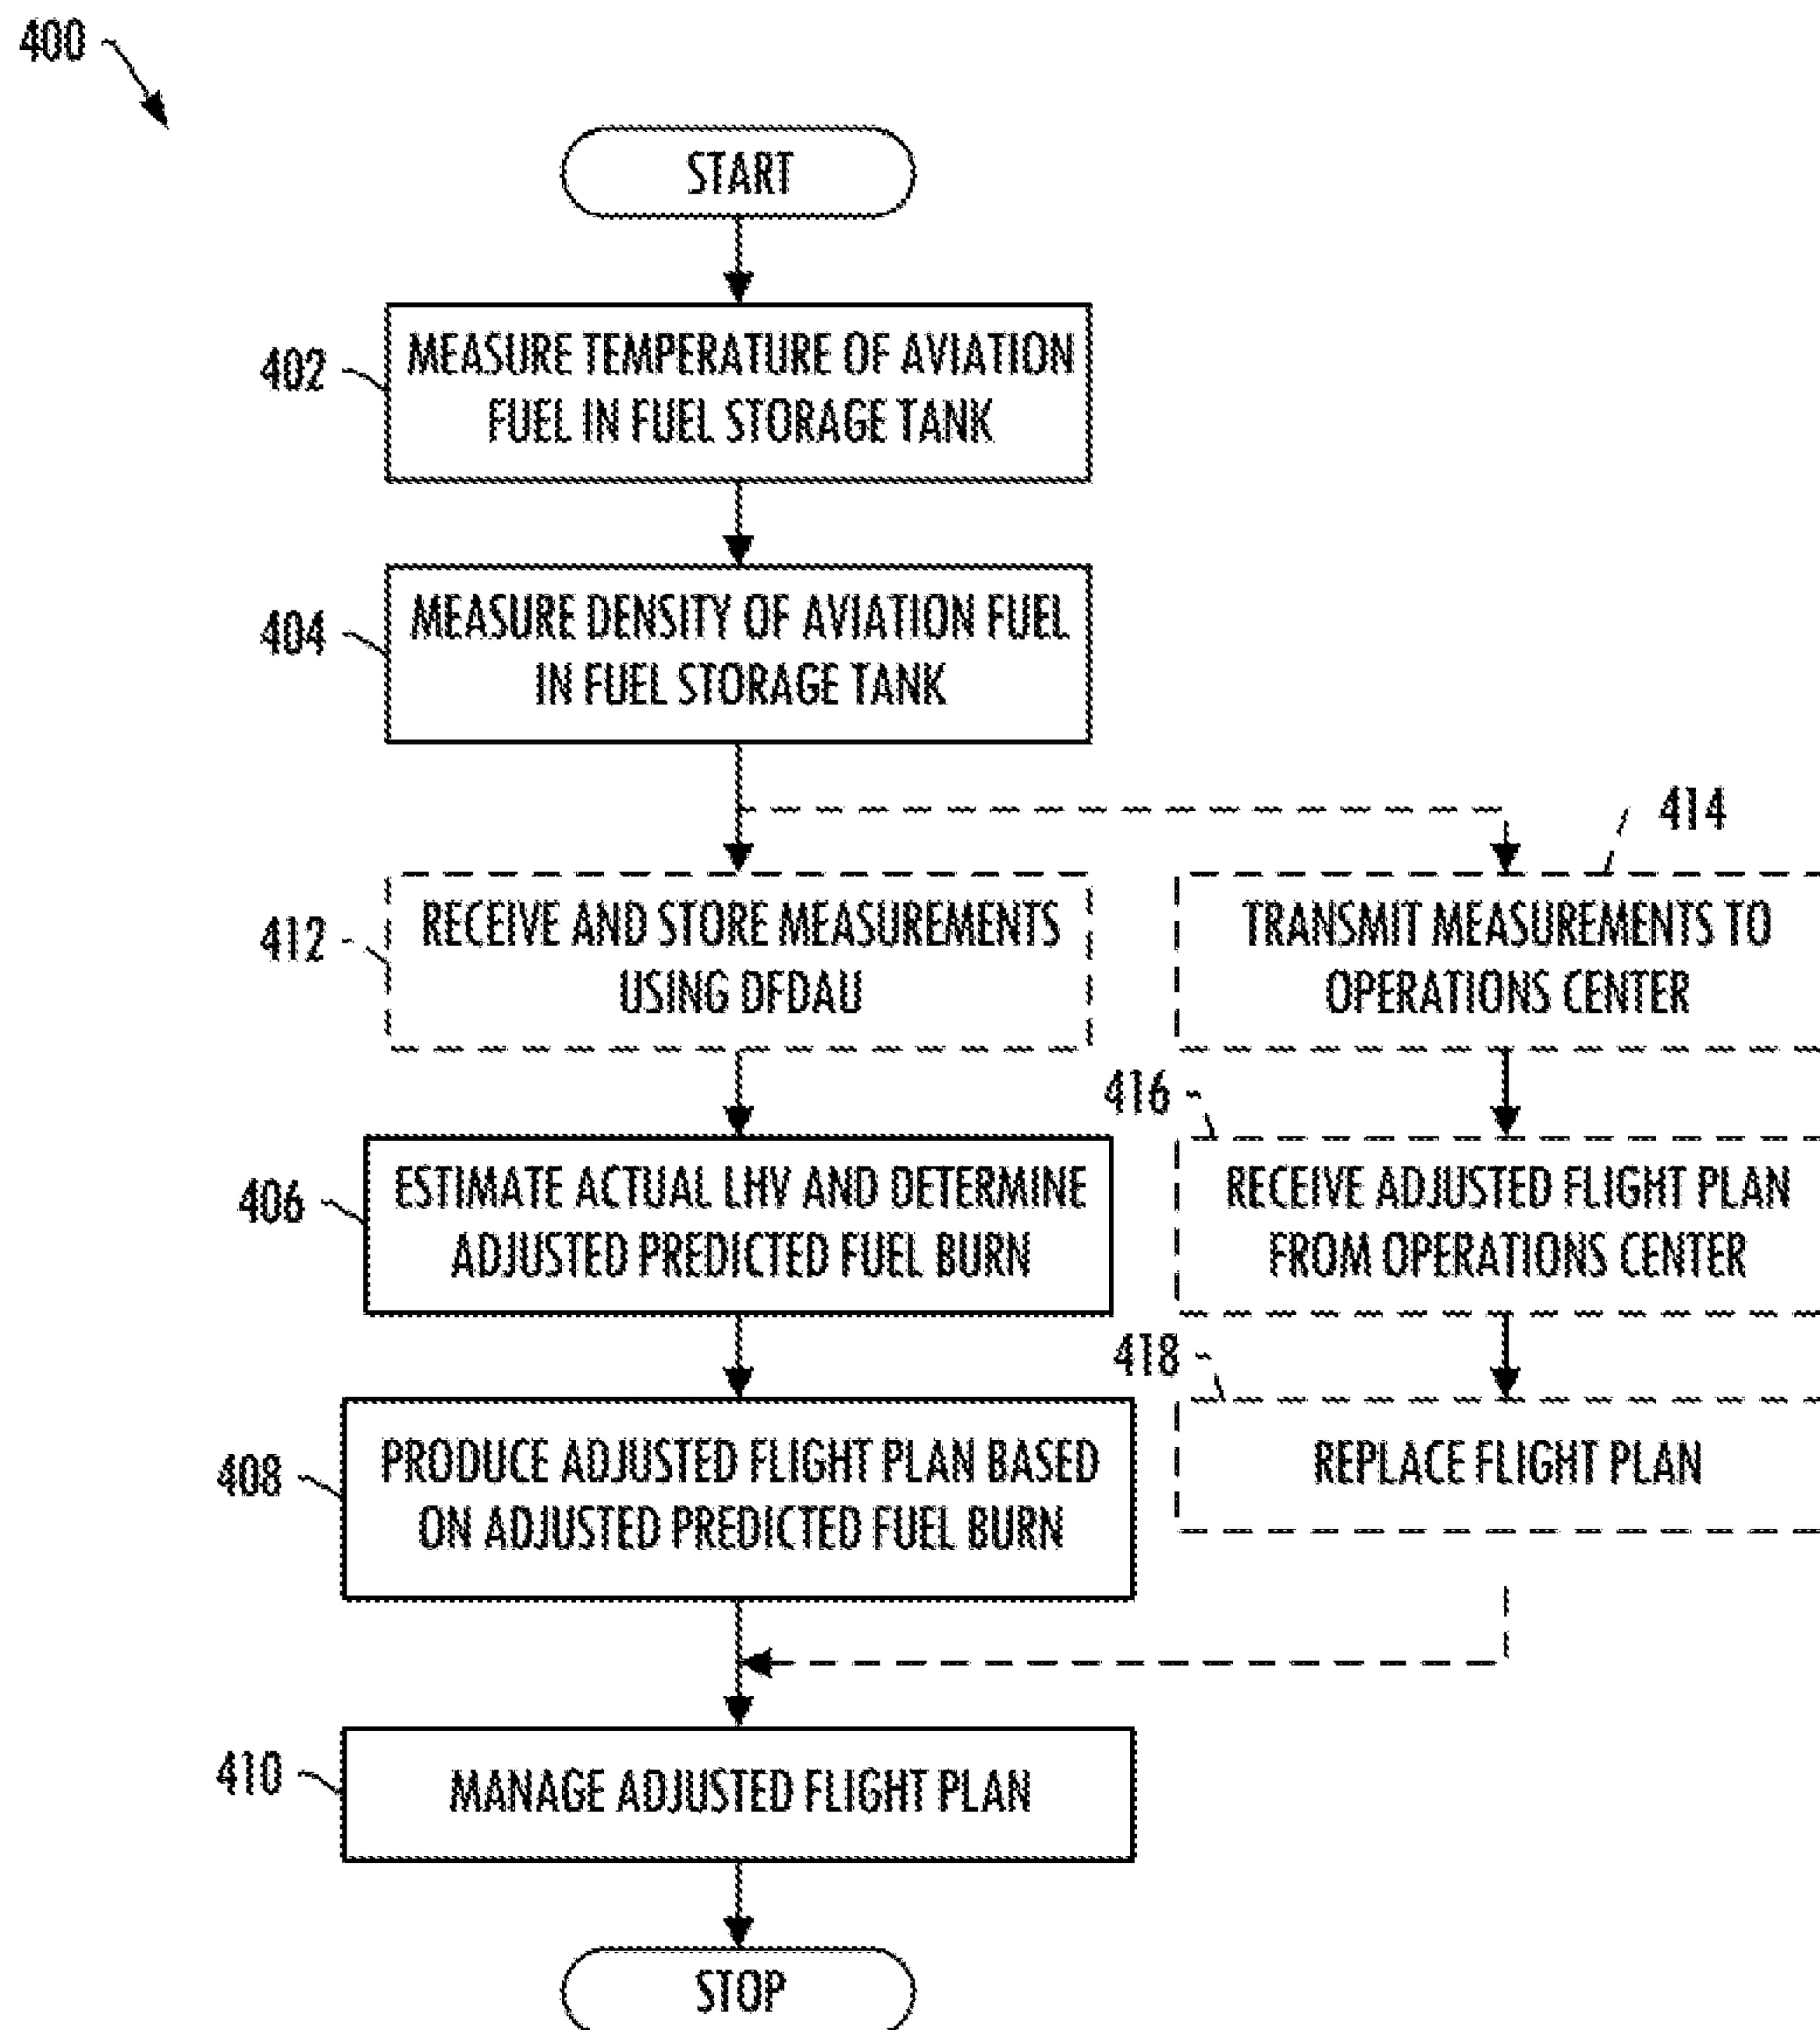 400
START
402
MEASURE TEMPERATURE OF AVIATION
FUEL IN FUEL STORAGE TANK
404
MEASURE DENSITY OF AVIATION FUEL
IN FUEL STORAGE TANK
414
412
RECEIVE AND STORE MEASUREMENTS
USING DFDAU
TRANSMIT MEASUREMENTS TO
OPERATIONS CENTER
416
406
ESTIMATE ACTUAL LHV AND DETERMINE
ADJUSTED PREDICTED FUEL BURN
RECEIVE ADJUSTED FLIGHT PLAN
FROM OPERATIONS CENTER
418
408
PRODUCE ADJUSTED FLIGHT PLAN BASED
ON ADJUSTED PREDICTED FUEL BURN
REPLACE FLIGHT PLAN
410
MANAGE ADJUSTED FLIGHT PLAN
STOP